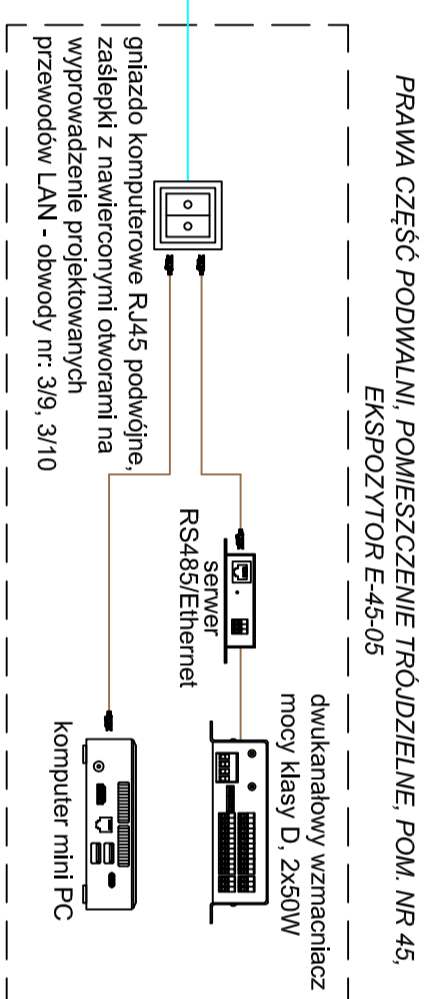 PRAWA CZĘŚĆ PODWALNI, POMIESZCZENIE TRÓJDZIELNE, POM. NR 45,
EKSPOZYTOR E-45-05
dwukanałowy wzmacniacz
mocy klasy D, 2x50W
serwer
RS485/Ethernet
komputer mini PC
gniazdo komputerowe RJ45 podwójne,
zaślepki z nawierconymi otworami na
wyprowadzenie projektowanych
przewodów LAN - obwody nr: 3/9, 3/10